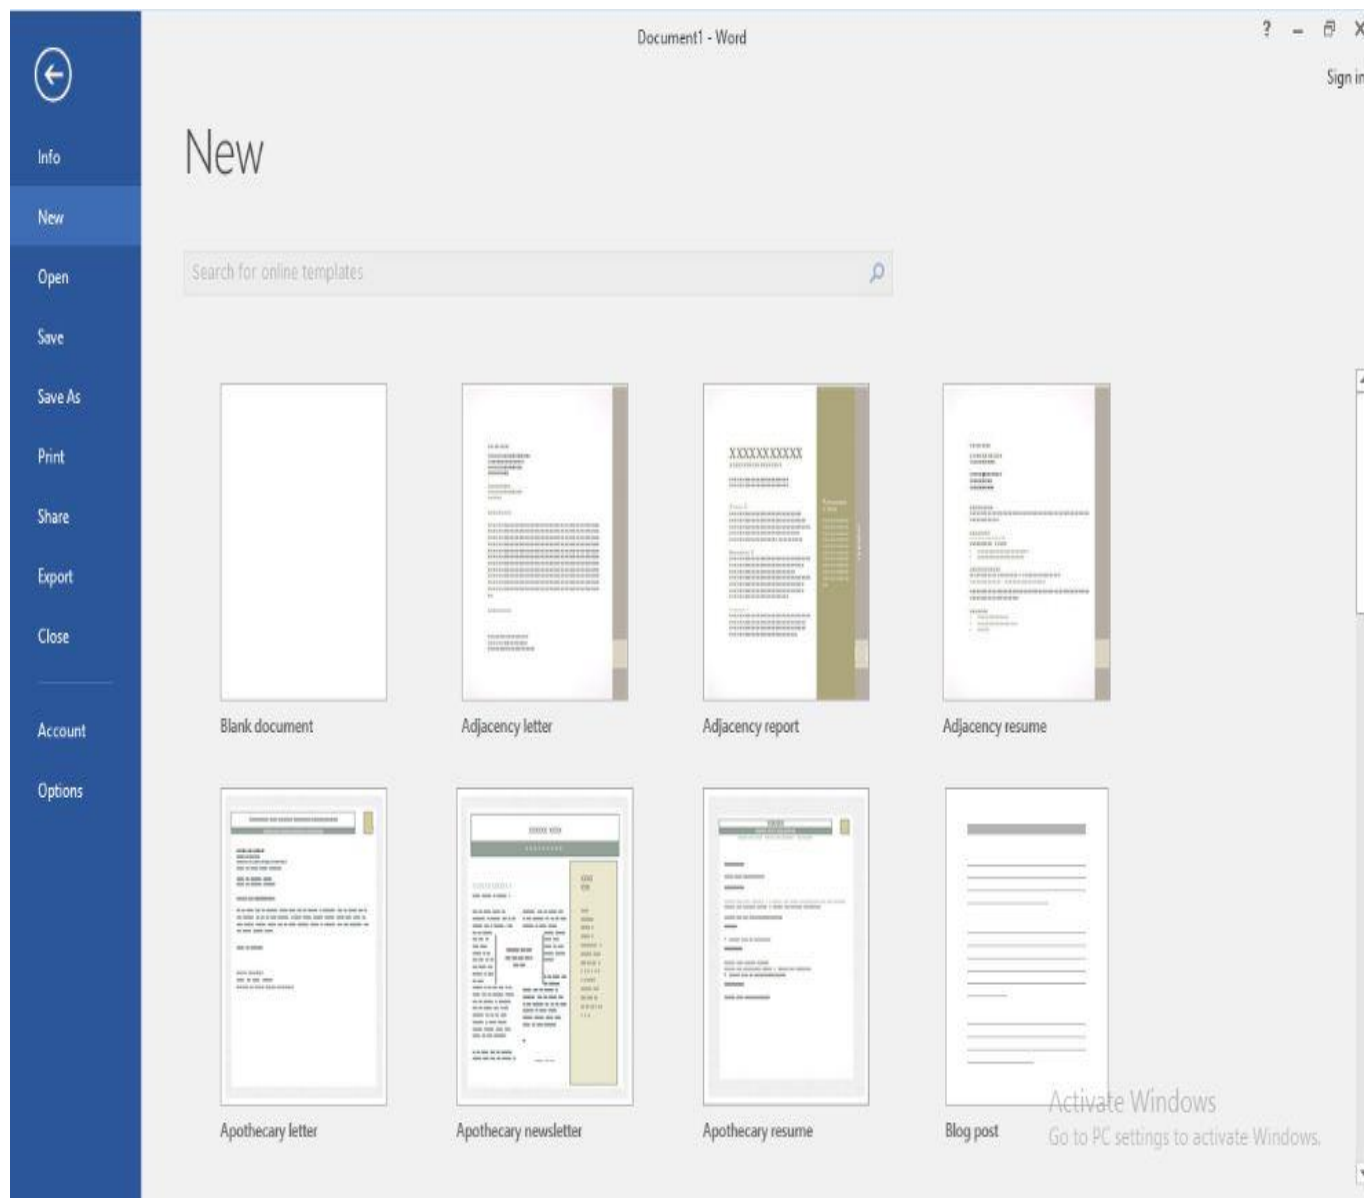 Document1 - Word
?
Sign in
Info
New
Open
Save
Save As
Print
Share
Export
Close
Account
Options
New
Search for online templates
XXXXXXXXXXX
Blank document
Adjacency letter
Adjacency report
Adjacency resume
Apothecary letter
Apothecary newsletter
Apothecary resume
Blog post
Activate Windows
Go to PC settings to activate Windows.